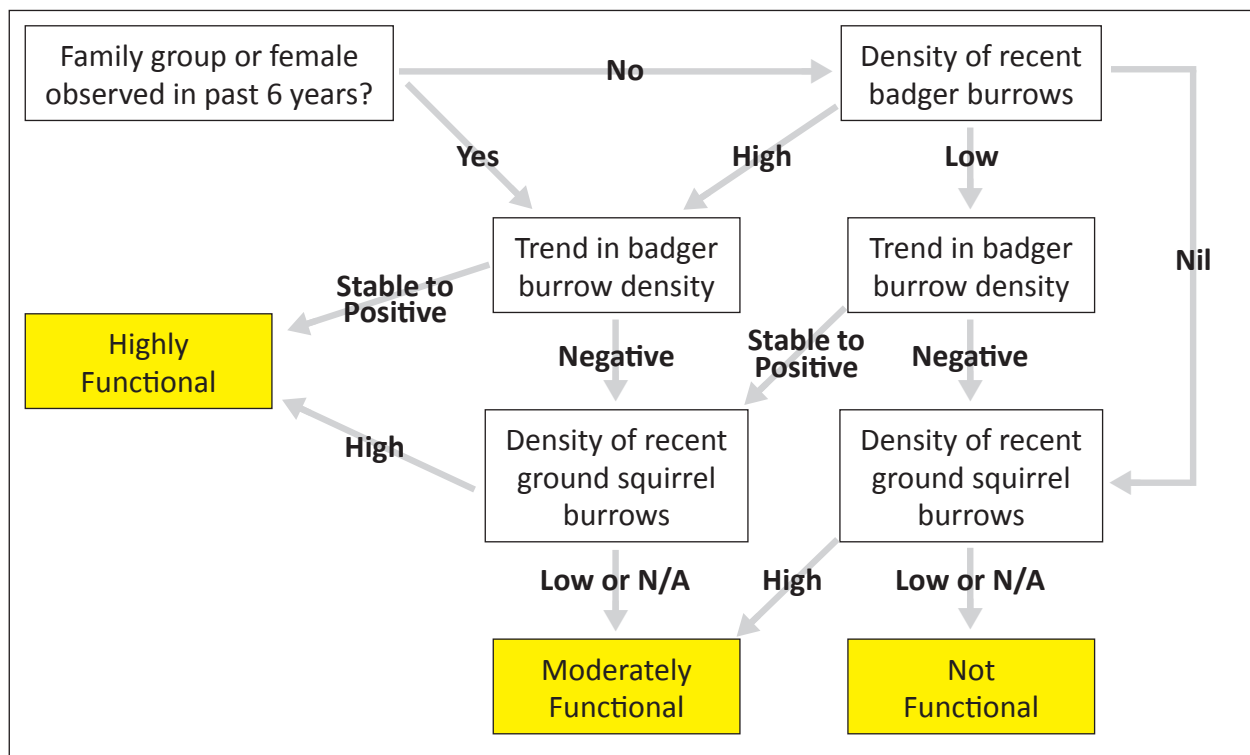 Family group or female
observed in past 6 years?
No
Density of recent
badger burrows
Yes
High
Low
Nil
Trend in badger
burrow density
Trend in badger
burrow density
Stable to
Positive
Highly
Functional
Negative
Stable to
Positive
Negative
High
Density of recent
ground squirrel
burrows
Density of recent
ground squirrel
burrows
Low or N/A
High
Low or N/A
Moderately
Functional
Not
Functional